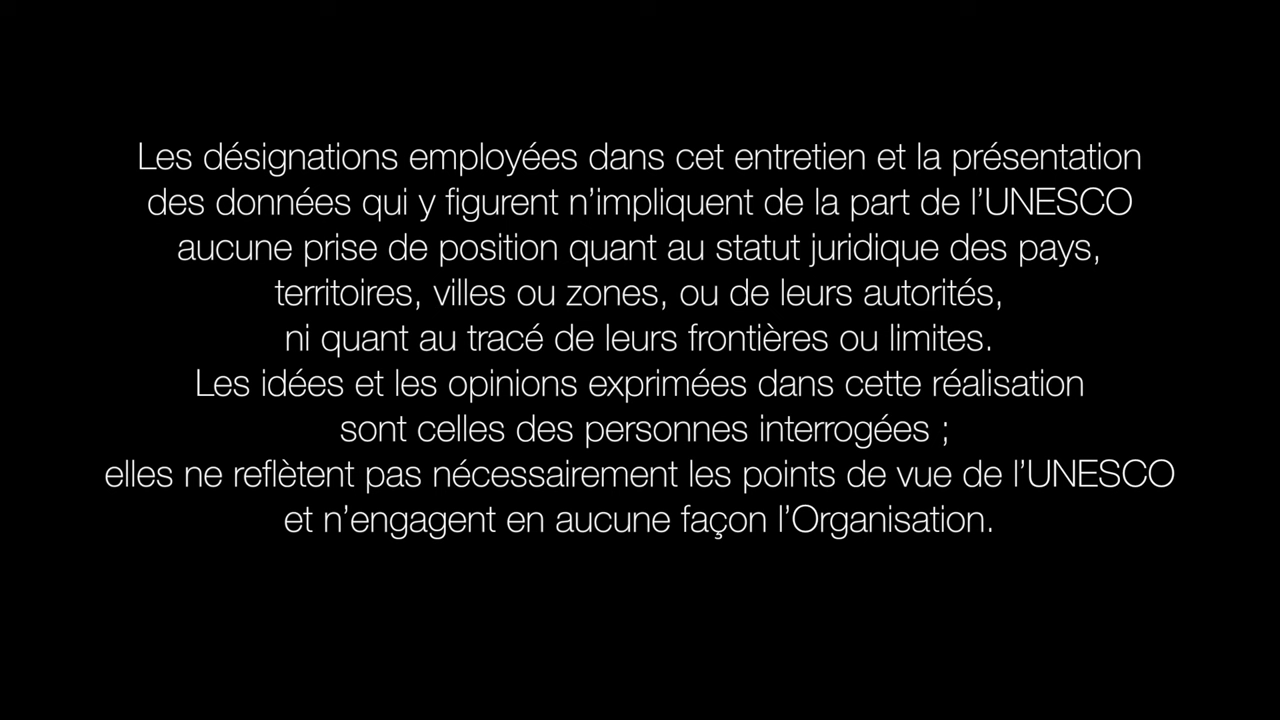 Les désignations employées dans cet entretien et la présentation
des données qui y figurent n’impliquent de la part de l’UNESCO
aucune prise de position quant au statut juridique des pays,
territoires, villes ou zones, ou de leurs autorités,
ni quant au tracé de leurs frontières ou limites.
Les idées et les opinions exprimées dans cette réalisation
sont celles des personnes interrogées ;
elles ne reflètent pas nécessairement les points de vue de l’UNESCO
et n’engagent en aucune façon l’Organisation.